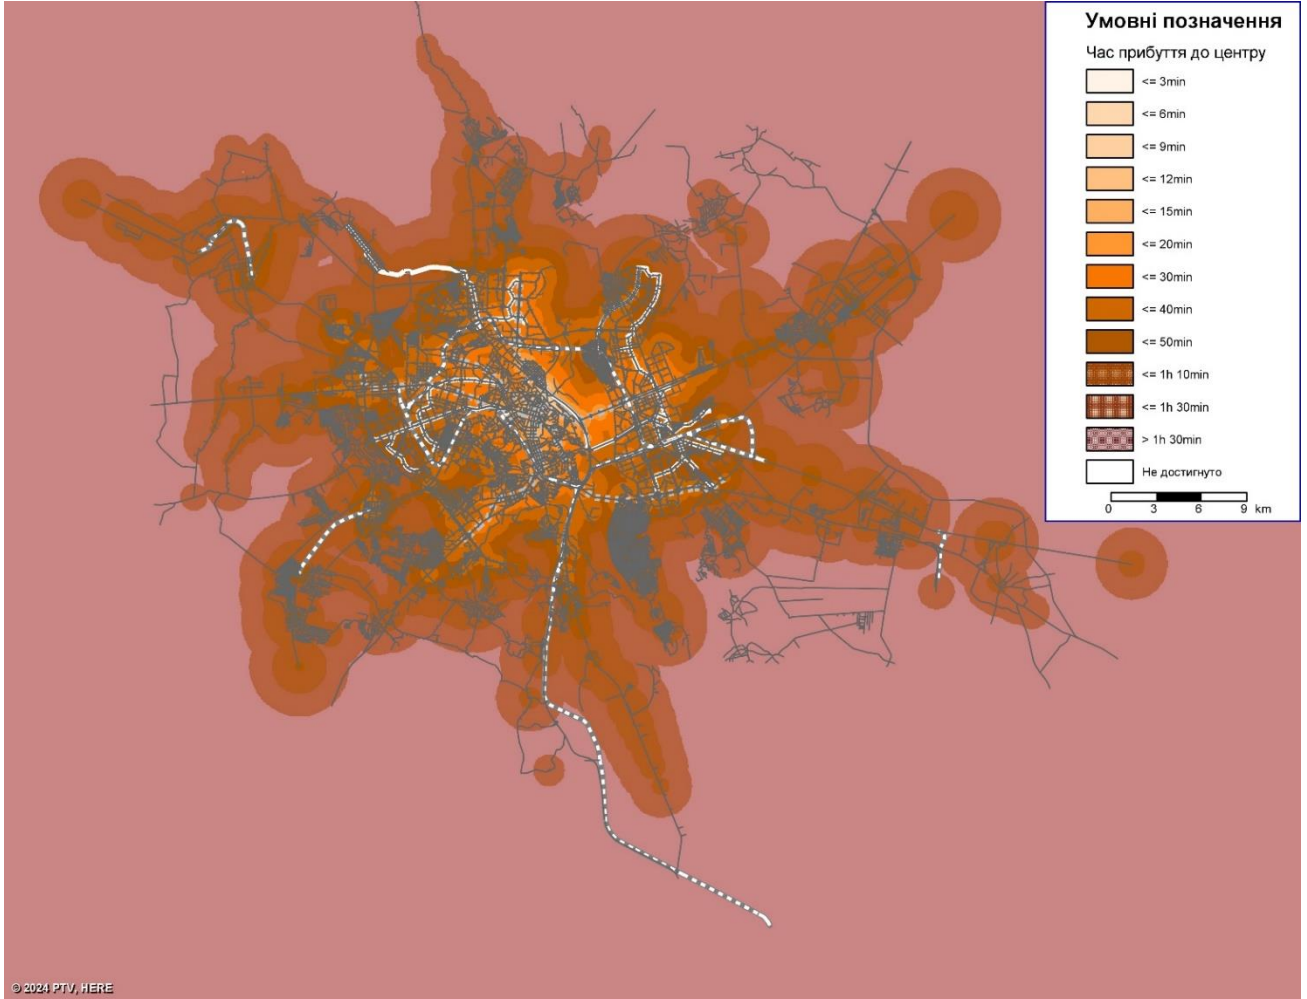 Умовні позначення
Час прибуття до центру
<= 3min
<= 6min
<= 9min
<= 12min
<= 15min
<= 20min
<= 30min
<= 40min
<= 50min
<= 1h 10min
<= 1h 30min
> 1h 30min
Не достигнуто
0 3 6 9 km
© 2024 PTV, HERE